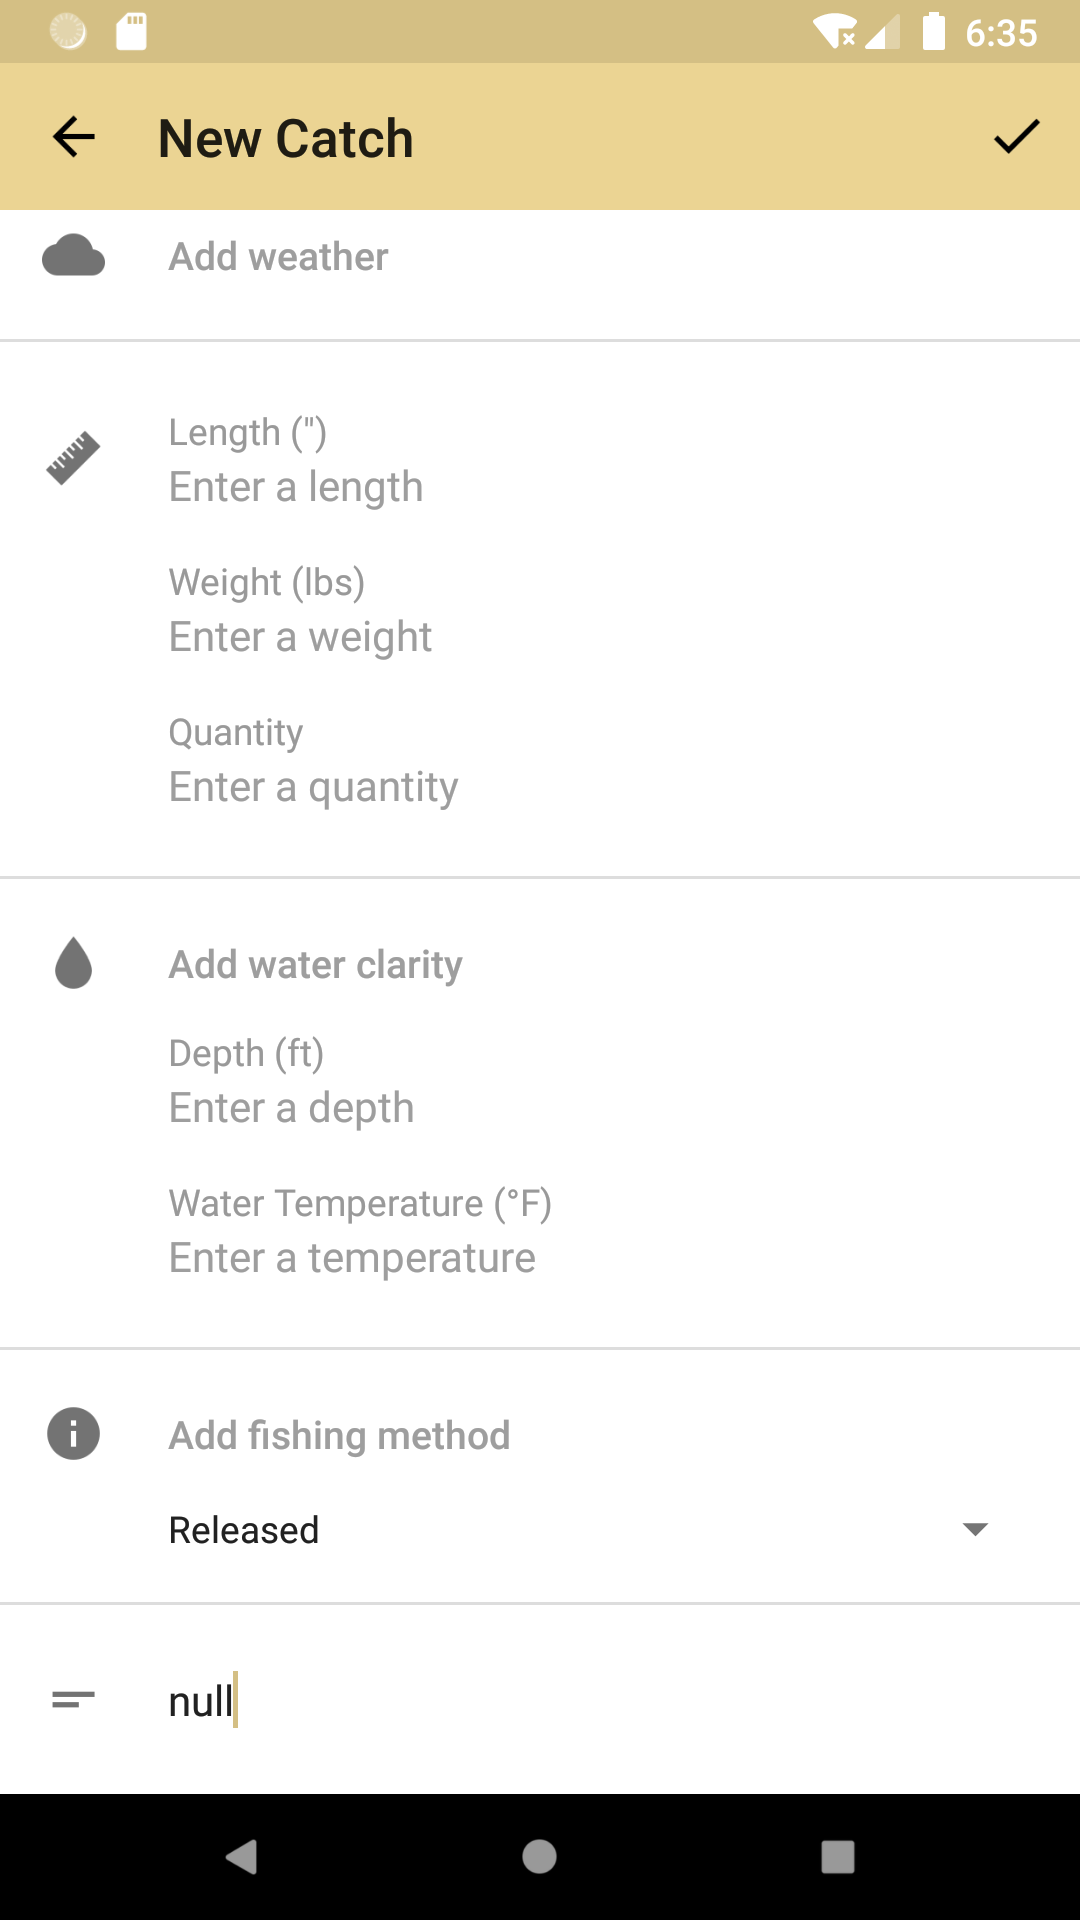 6:35
New Catch
Add weather
Length (")
Enter a length
Weight (lbs)
Enter a weight
Quantity
Enter a quantity
Add water clarity
Depth (ft)
Enter a depth
Water Temperature (°F)
Enter a temperature
Add fishing method
Released
null